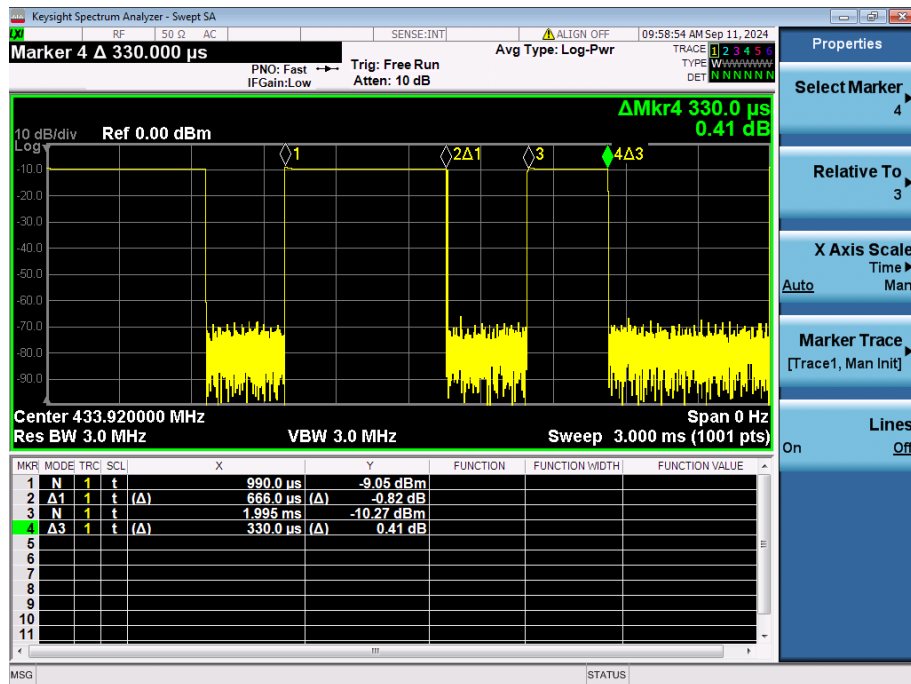 Keysight Spectrum Analyzer - Swept SA
LXI RF 50 Ω AC SENSE:INT ALIGN OFF 09:58:54 AM Sep 11, 2024
Marker 4 Δ 330.000 µs
PNO: Fast
IFGain:Low
Trig: Free Run
Atten: 10 dB
Avg Type: Log-Pwr
TRACE 1 2 3 4 5 6
TYPE WWWWWW
DET N N N N N N
ΔMkr4 330.0 µs
0.41 dB
10 dB/div Ref 0.00 dBm
Log
1 2Δ1 3 4Δ3
-10.0
-20.0
-30.0
-40.0
-50.0
-60.0
-70.0
-80.0
-90.0
Center 433.920000 MHz Span 0 Hz
Res BW 3.0 MHz VBW 3.0 MHz Sweep 3.000 ms (1001 pts)
MKR MODE TRC SCL X Y FUNCTION FUNCTION WIDTH FUNCTION VALUE
1 N 1 t 990.0 µs -9.05 dBm
2 Δ1 1 t (Δ) 666.0 µs (Δ) -0.82 dB
3 N 1 t 1.995 ms -10.27 dBm
4 Δ3 1 t (Δ) 330.0 µs (Δ) 0.41 dB
5
6
7
8
9
10
11
MSG STATUS
Properties
Select Marker
4
Relative To
3
X Axis Scale
Time
Auto Man
Marker Trace
[Trace1, Man Init]
Lines
On Off